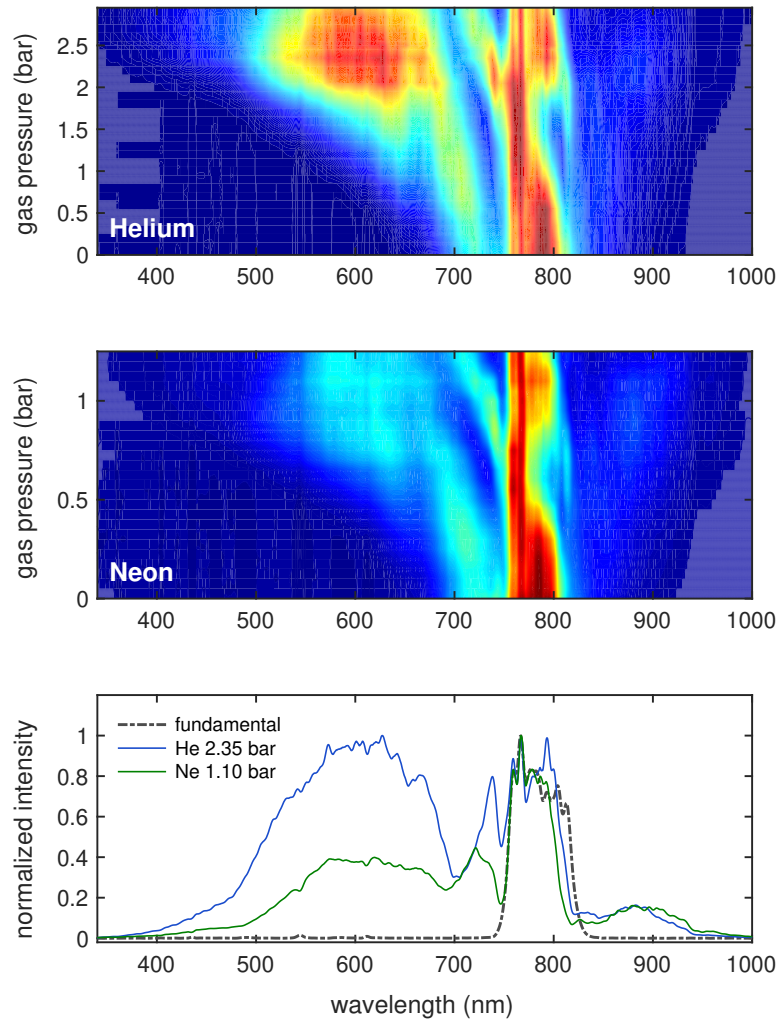 gas pressure (bar)
2.5
2
1.5
1
0.5
0
Helium
400 500 600 700 800 900 1000
gas pressure (bar)
1
0.5
0
Neon
400 500 600 700 800 900 1000
normalized intensity
1
0.8
0.6
0.4
0.2
0
fundamental
He 2.35 bar
Ne 1.10 bar
400 500 600 700 800 900 1000
wavelength (nm)